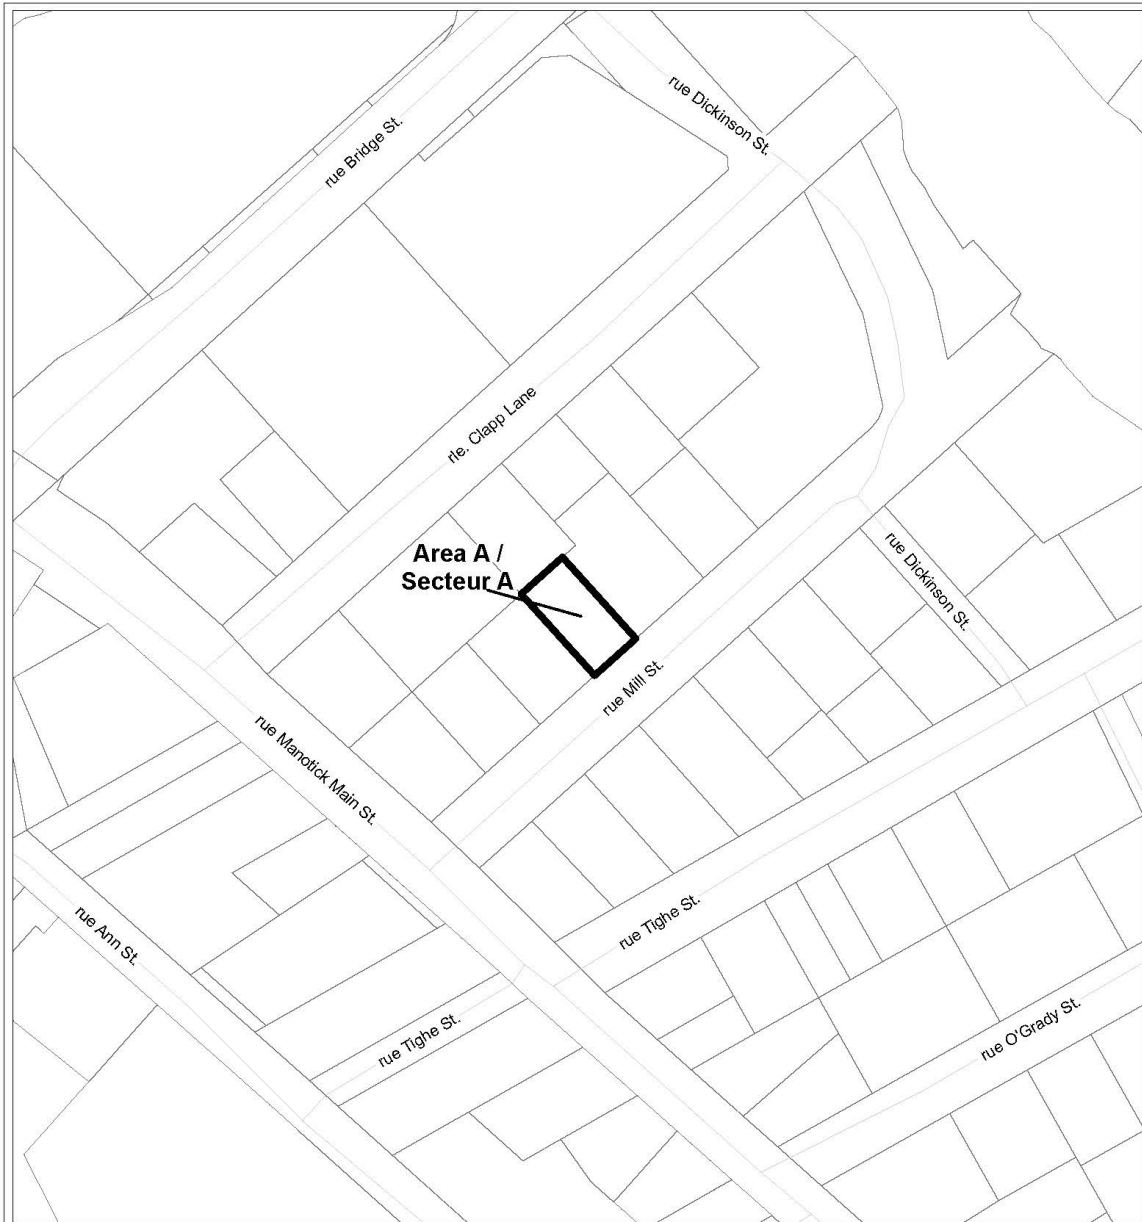 rue Dickinson St.
rue Bridge St.
rle. Clapp Lane
Area A /
Secteur A
rue Dickinson St.
rue Mill St.
rue Manotick Main St.
rue Tighe St.
rue Ann St.
rue O'Grady St.
rue Tighe St.